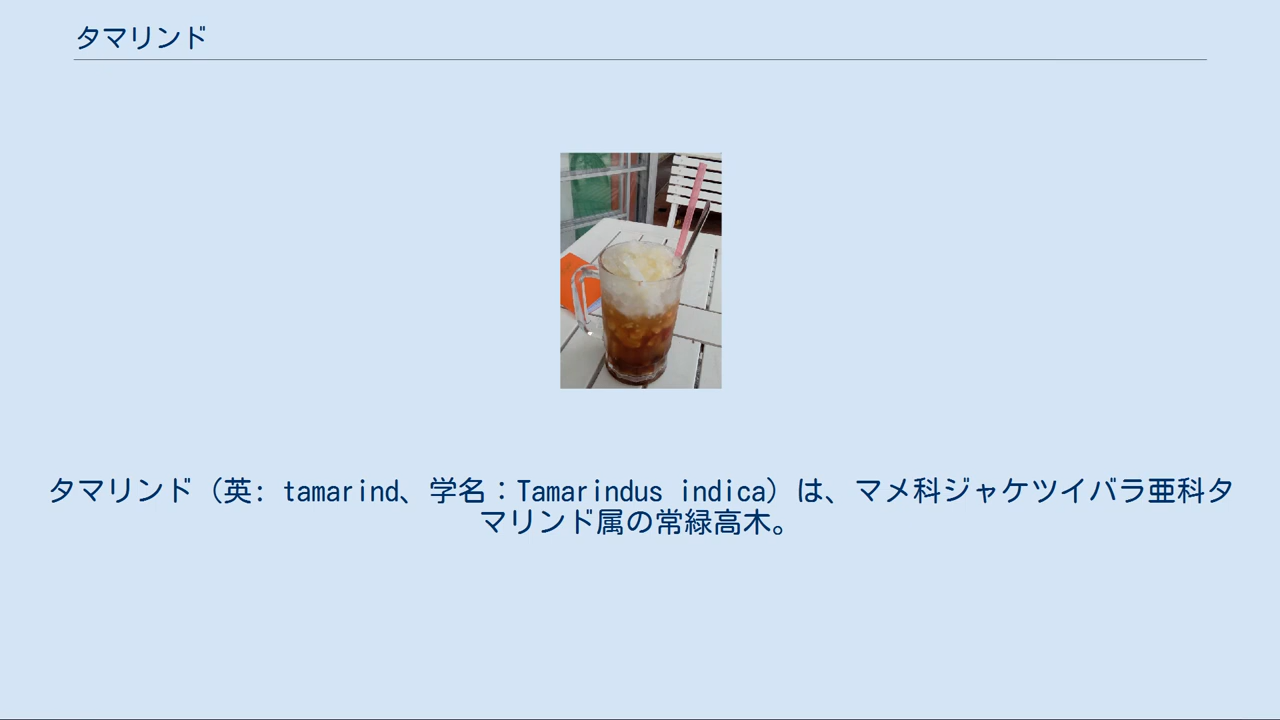 タマリンド
タマリンド（英: tamarind、学名：Tamarindus indica）は、マメ科ジャケツイバラ亜科タ
マリンド属の常緑高木。